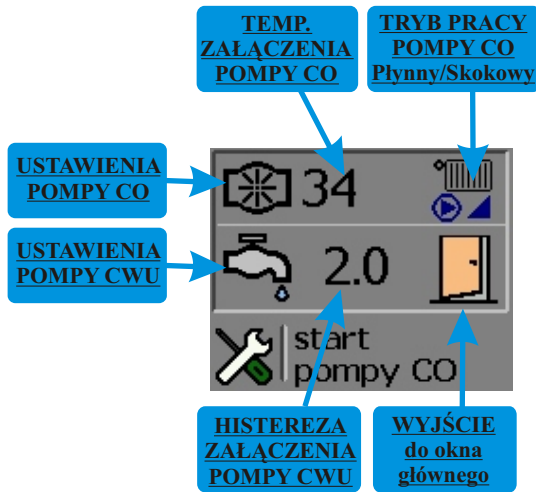 TEMP.
ZAŁĄCZENIA
POMPY CO
TRYB PRACY
POMPY CO
Płynny/Skokowy
USTAWIENIA
POMPY CO
34
USTAWIENIA
POMPY CWU
2.0
start
pompy CO
HISTEREZA
ZAŁĄCZENIA
POMPY CWU
WYJŚCIE
do okna
głównego